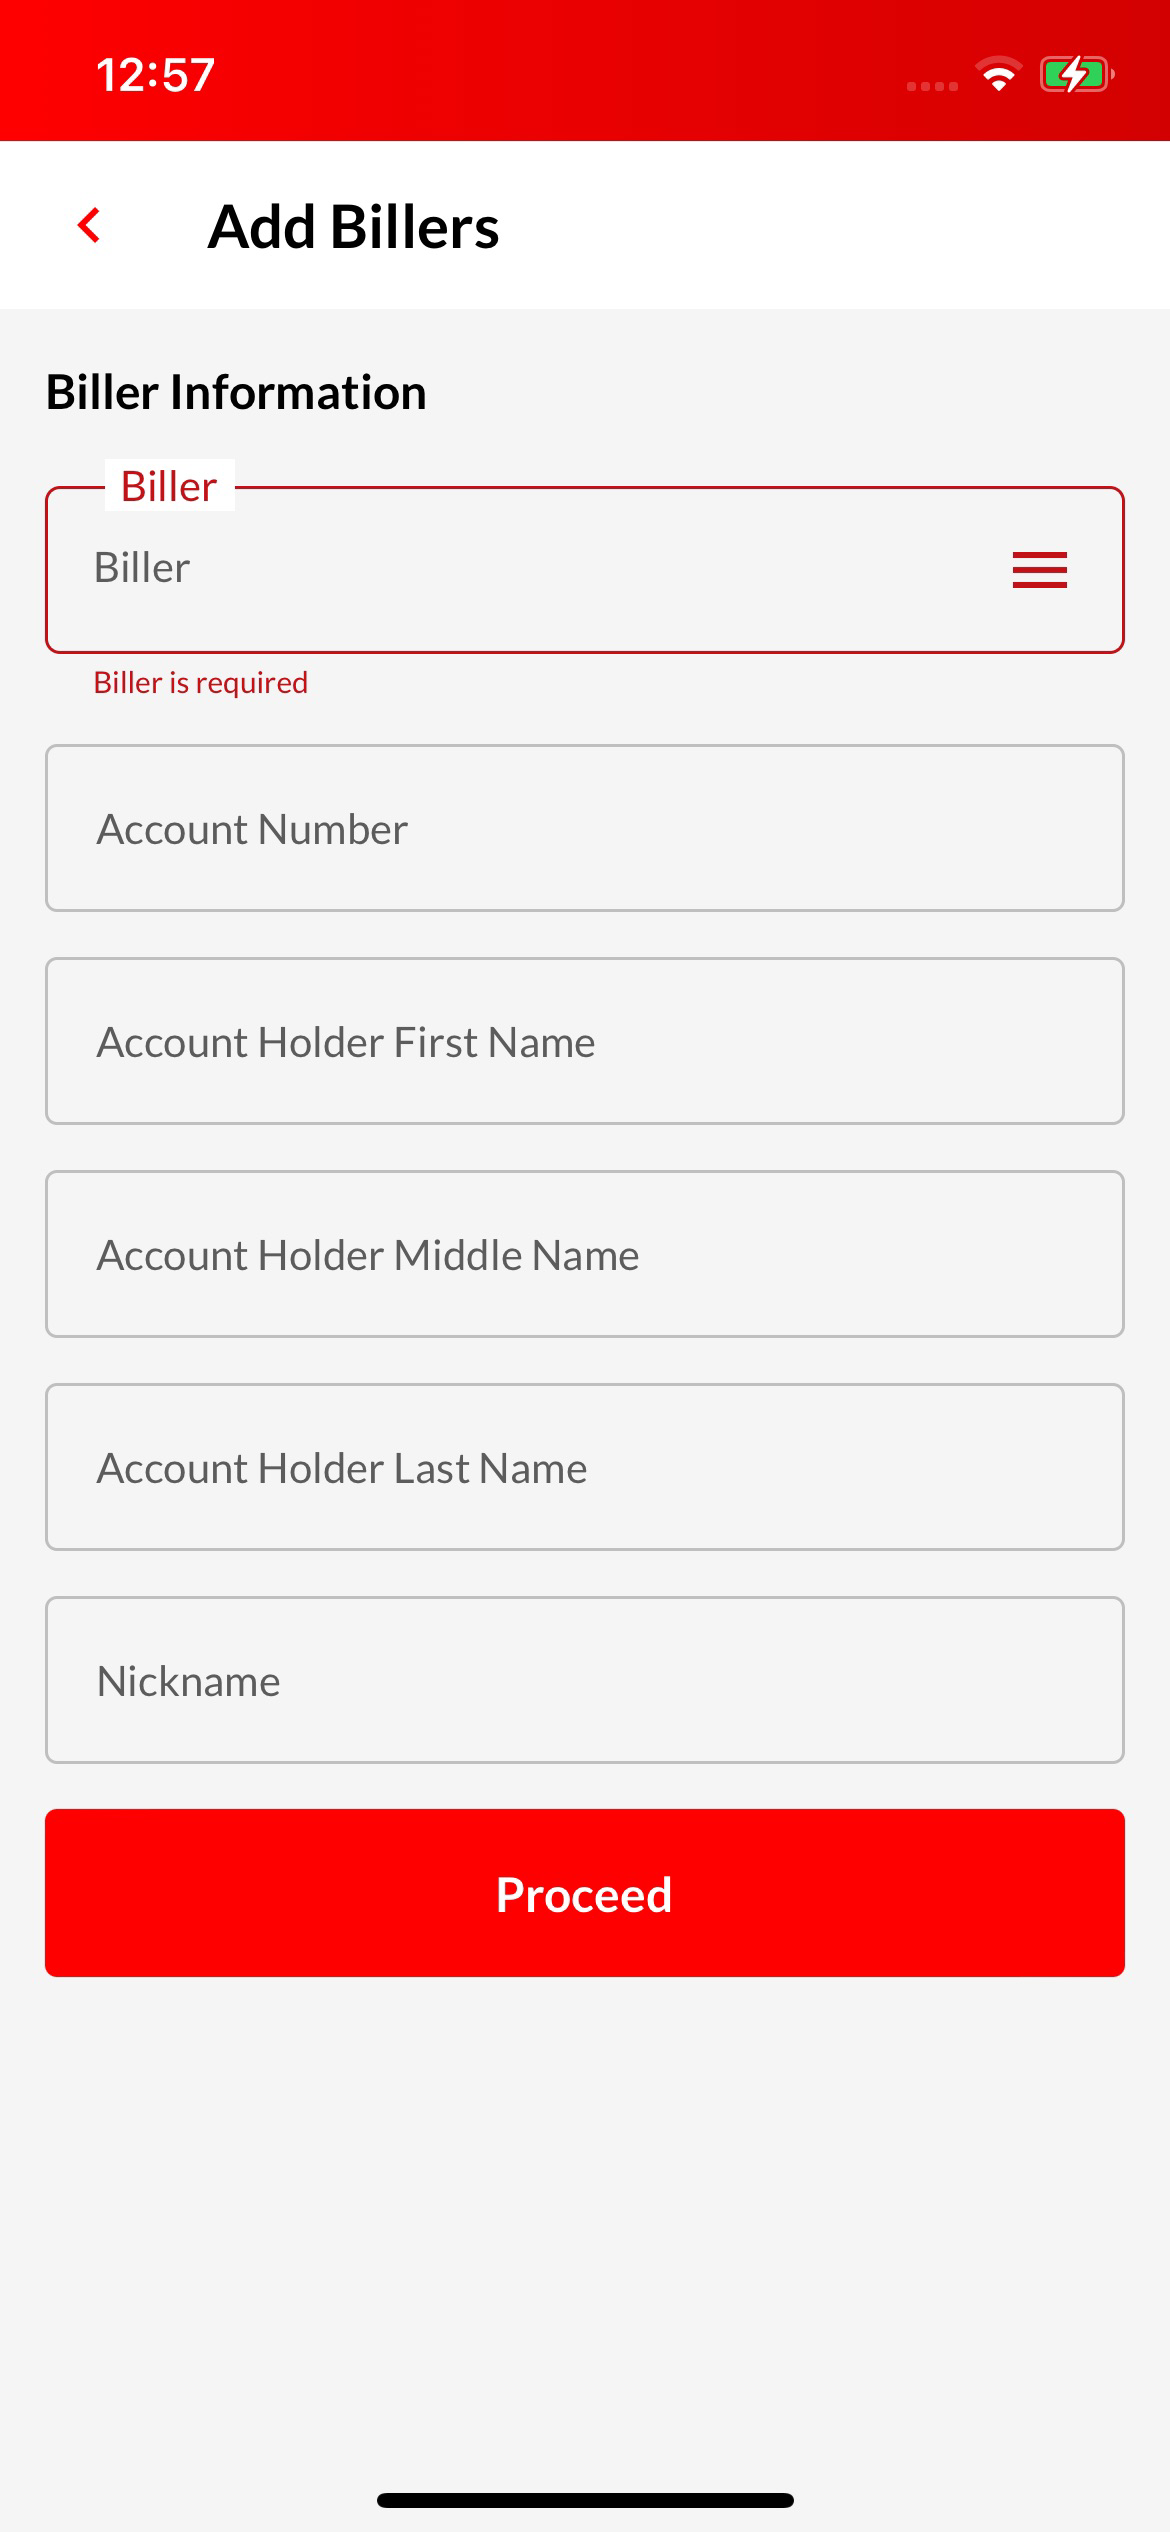 12:57
Add Billers
Biller Information
Biller
Biller
Biller is required
Account Number
Account Holder First Name
Account Holder Middle Name
Account Holder Last Name
Nickname
Proceed